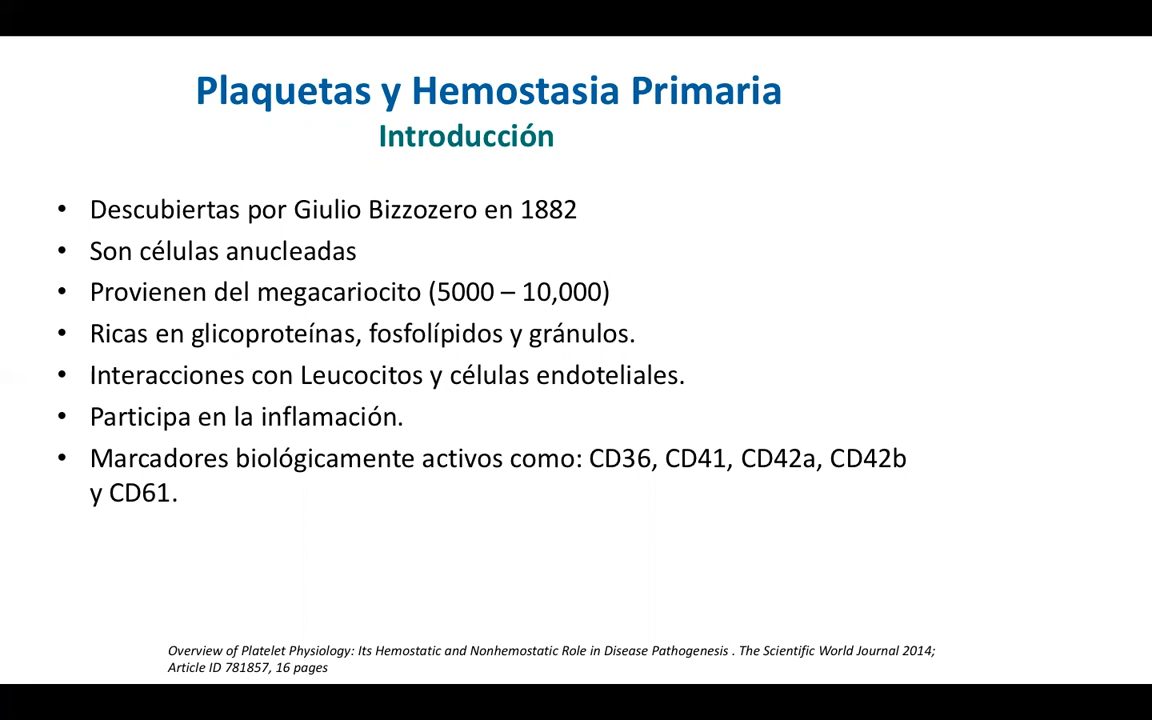 Plaquetas y Hemostasia Primaria
Introducción
• Descubiertas por Giulio Bizzozero en 1882
• Son células anucleadas
• Provienen del megacariocito (5000 – 10,000)
• Ricas en glicoproteínas, fosfolípidos y gránulos.
• Interacciones con Leucocitos y células endoteliales.
• Participa en la inflamación.
• Marcadores biológicamente activos como: CD36, CD41, CD42a, CD42b
y CD61.
Overview of Platelet Physiology: Its Hemostatic and Nonhemostatic Role in Disease Pathogenesis . The Scientific World Journal 2014;
Article ID 781857, 16 pages